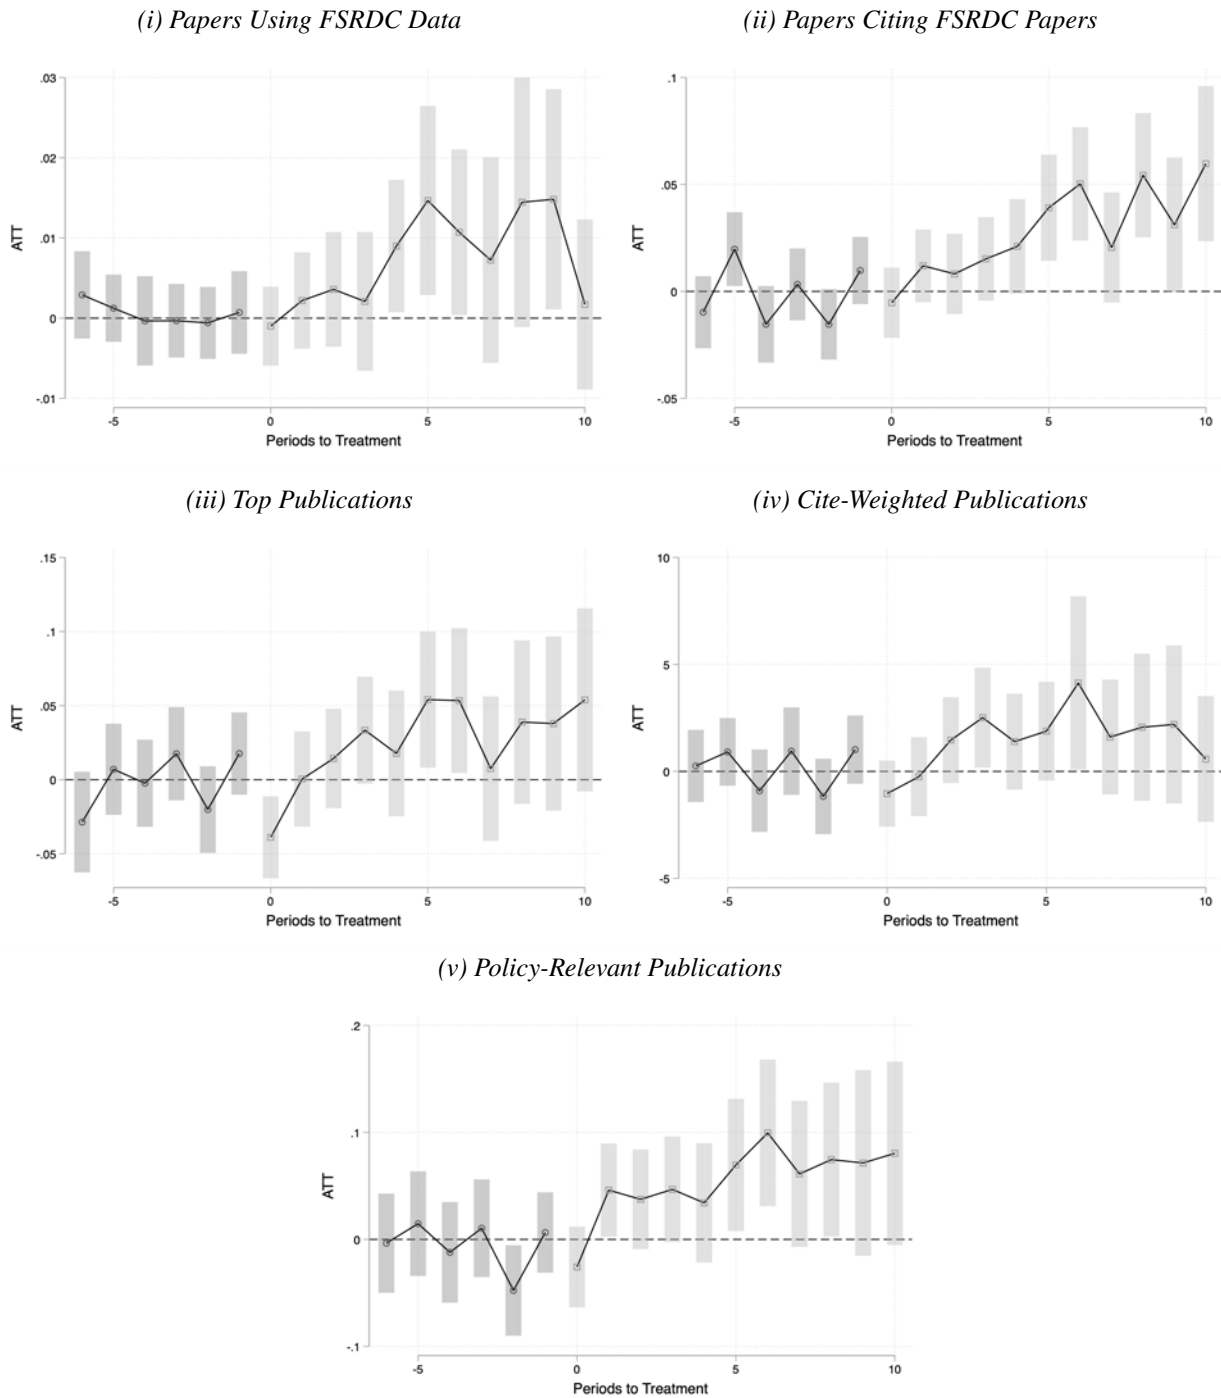 (i) Papers Using FSRDC Data
(ii) Papers Citing FSRDC Papers
.03
.02
.01
0
-.01
ATT
-5
0
5
10
Periods to Treatment
.1
.05
0
-.05
ATT
-5
0
5
10
Periods to Treatment
(iii) Top Publications
(iv) Cite-Weighted Publications
.15
.1
.05
0
-.05
ATT
-5
0
5
10
Periods to Treatment
10
5
0
-5
ATT
-5
0
5
10
Periods to Treatment
(v) Policy-Relevant Publications
.2
.1
0
-.1
ATT
-5
0
5
10
Periods to Treatment